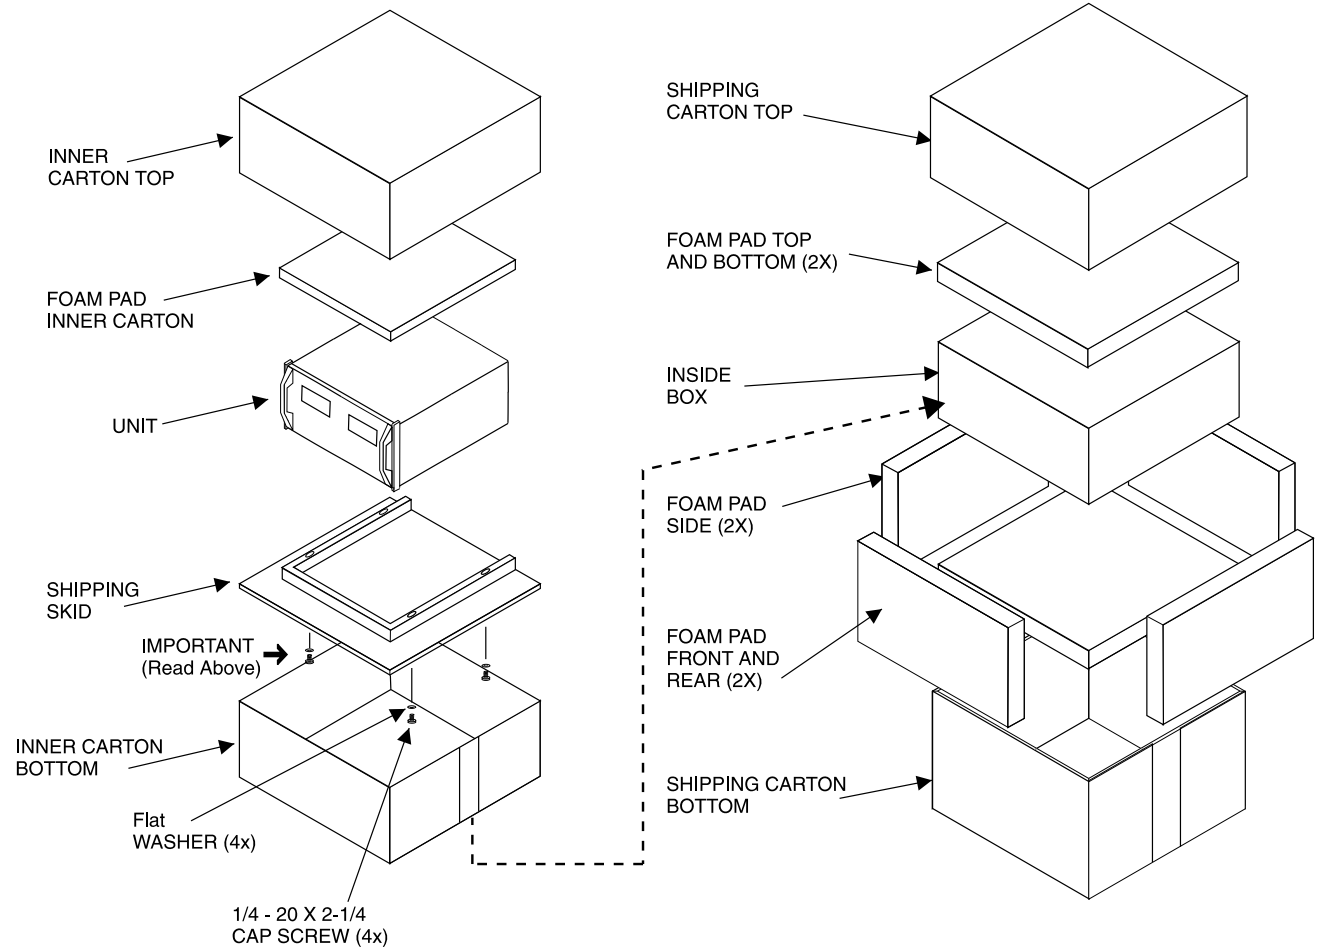 INNER
CARTON TOP
FOAM PAD
INNER CARTON
UNIT
SHIPPING
SKID
IMPORTANT
(Read Above)
INNER CARTON
BOTTOM
Flat
WASHER (4x)
1/4 - 20 X 2-1/4
CAP SCREW (4x)
SHIPPING
CARTON TOP
FOAM PAD TOP
AND BOTTOM (2X)
INSIDE
BOX
FOAM PAD
SIDE (2X)
FOAM PAD
FRONT AND
REAR (2X)
SHIPPING CARTON
BOTTOM